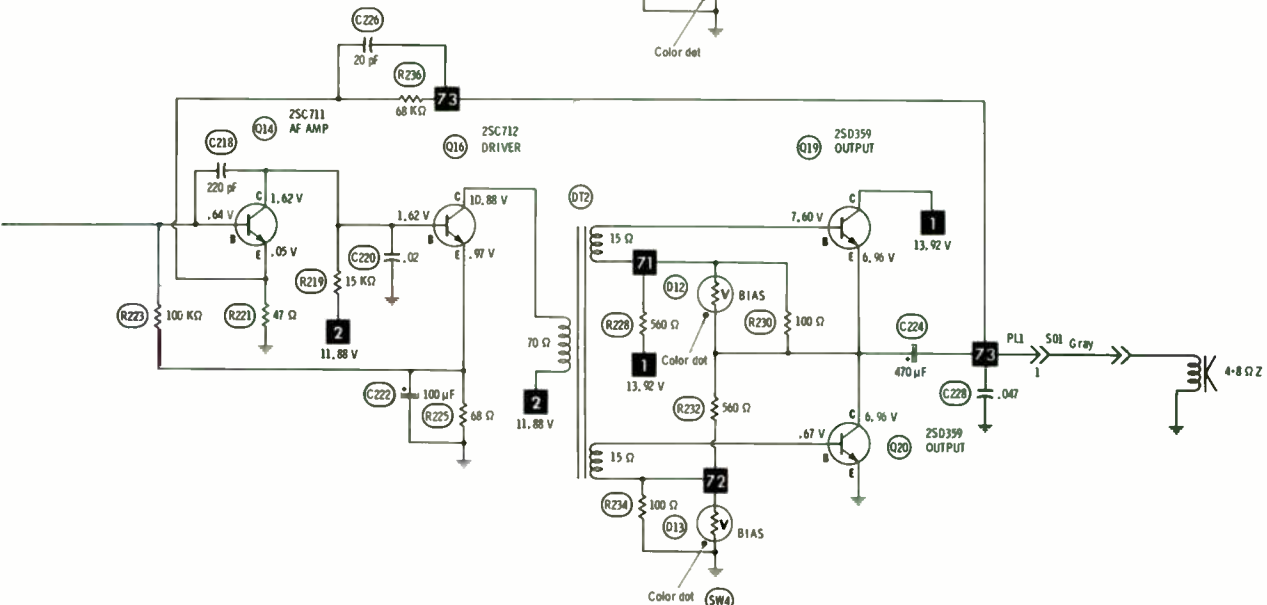 Color dot
C226
20 pF
R236
73
68 KΩ
2SC711
AF AMP
Q14
2SC712
DRIVER
Q16
2SD359
OUTPUT
Q19
C218
220 pF
C
1.62 V
.64 V
B
E
.05 V
C
10.88 V
1.62 V
B
E
.97 V
DT2
C
7.60 V
B
E
6.96 V
1
13.92 V
C220
.02
R219
15 KΩ
2
11.88 V
R223
100 KΩ
R221
47 Ω
C222
100 µF
R225
68 Ω
70 Ω
2
11.88 V
15 Ω
71
D12
V
BIAS
R228
560 Ω
Color dot
R230
100 Ω
1
13.92 V
C224
470 µF
73
PL1
SO1
Gray
1
C228
.047
4-8 Ω Z
R232
560 Ω
C
6.96 V
.67 V
B
E
Q20
2SD359
OUTPUT
15 Ω
72
R234
100 Ω
D13
V
BIAS
Color dot
SW4